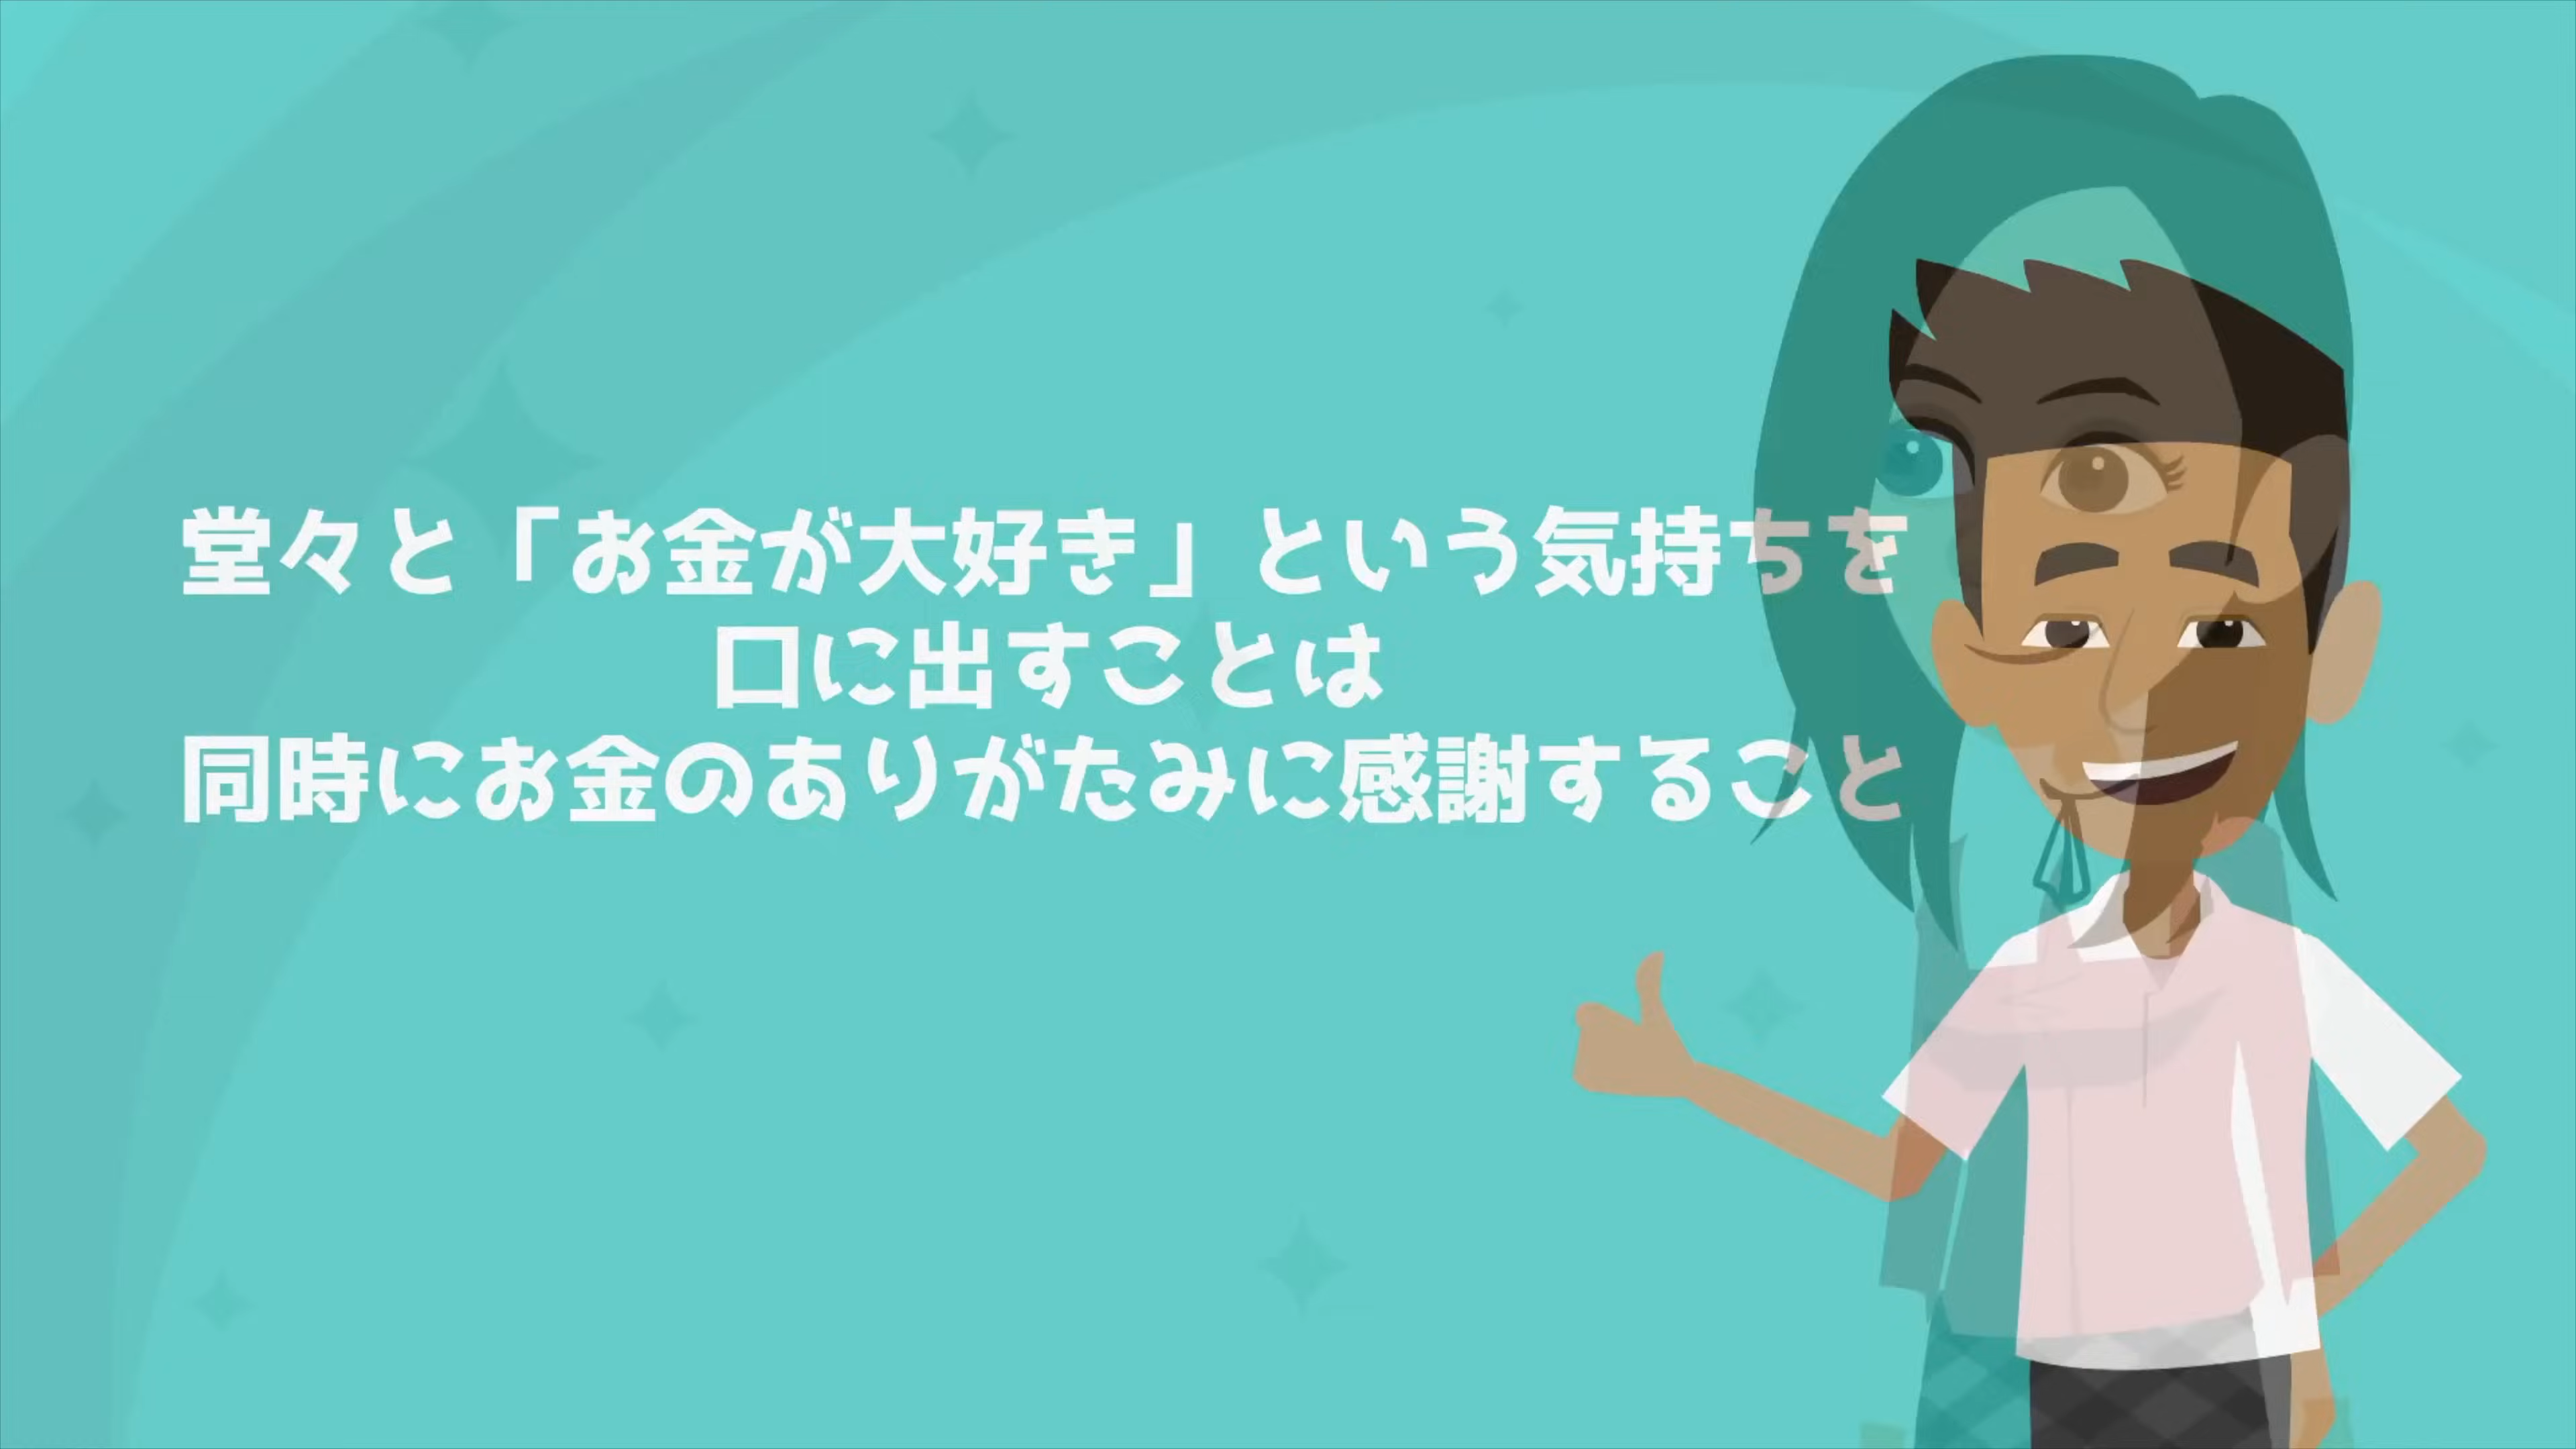 堂々と「お金が大好き」という気持ちを
口に出すことは
同時にお金のありがたみに感謝すること